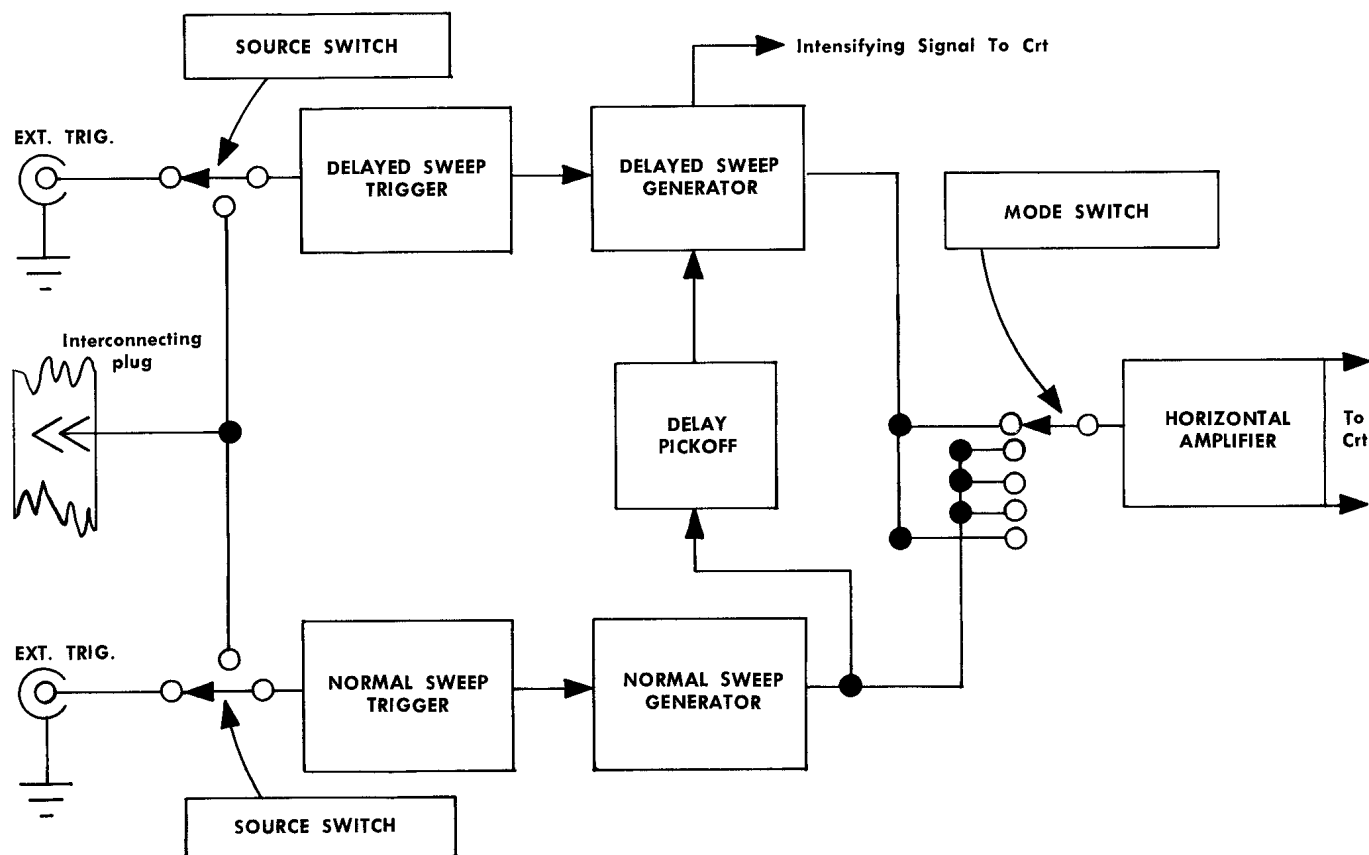 SOURCE SWITCH
Intensifying Signal To Crt
EXT. TRIG.
DELAYED SWEEP
TRIGGER
DELAYED SWEEP
GENERATOR
MODE SWITCH
Interconnecting
plug
DELAY
PICKOFF
HORIZONTAL
AMPLIFIER
To
Crt
EXT. TRIG.
NORMAL SWEEP
TRIGGER
NORMAL SWEEP
GENERATOR
SOURCE SWITCH